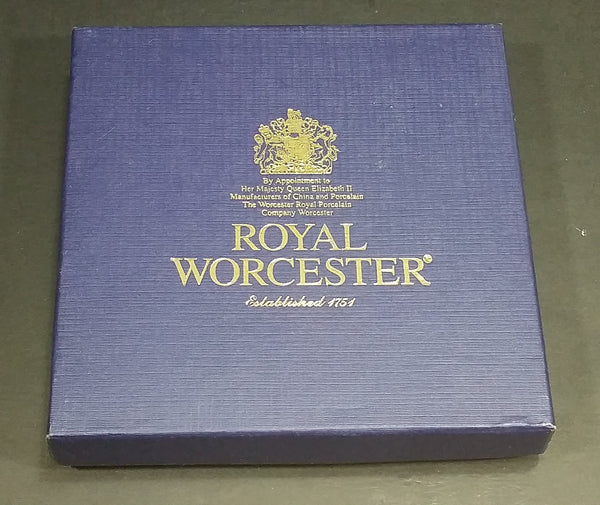 By Appointment to
Her Majesty Queen Elizabeth II
Manufacturers of China and Porcelain
The Worcester Royal Porcelain
Company Worcester
ROYAL
WORCESTER®
Established 1751